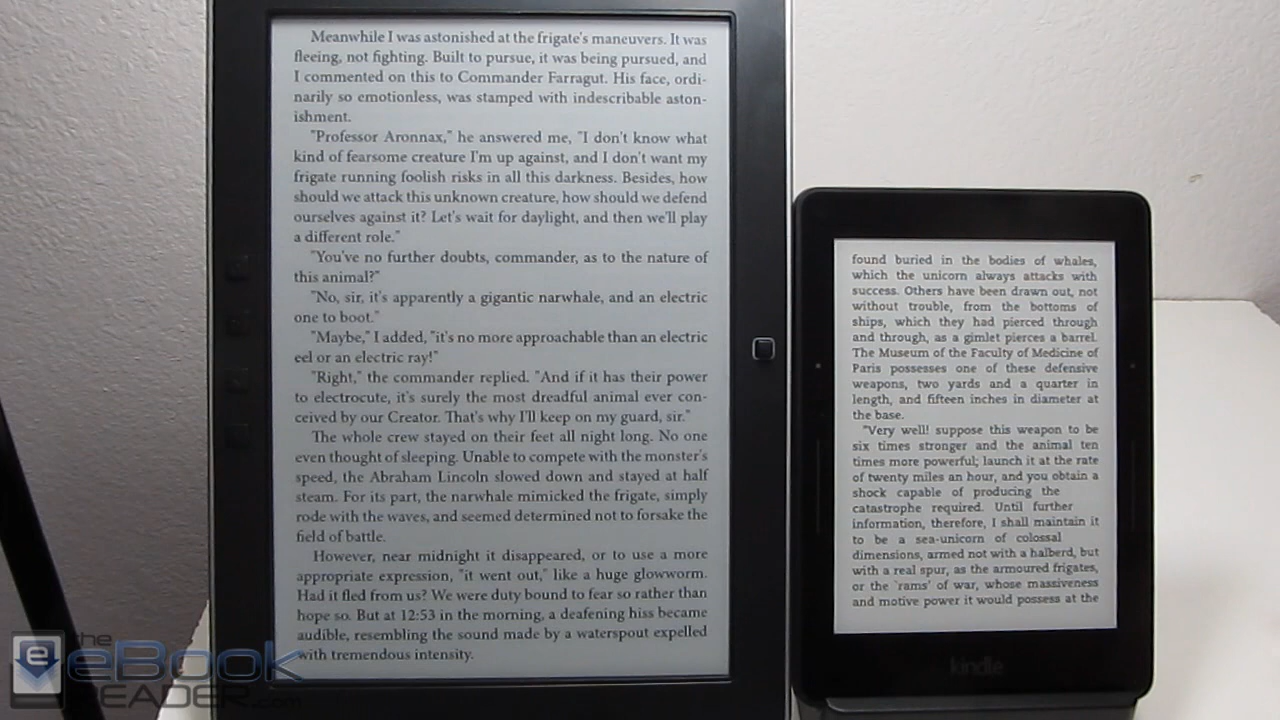 Meanwhile I was astonished at the frigate's maneuvers. It was
fleeing, not fighting. Built to pursue, it was being pursued, and
I commented on this to Commander Farragut. His face, ordi-
narily so emotionless, was stamped with indescribable aston-
ishment.
"Professor Aronnax," he answered me, "I don't know what
kind of fearsome creature I'm up against, and I don't want my
frigate running foolish risks in all this darkness. Besides, how
should we attack this unknown creature, how should we defend
ourselves against it? Let's wait for daylight, and then we'll play
a different role."
"You've no further doubts, commander, as to the nature of
this animal?"
"No, sir, it's apparently a gigantic narwhale, and an electric
one to boot."
"Maybe," I added, "it's no more approachable than an electric
eel or an electric ray!"
"Right," the commander replied. "And if it has their power
to electrocute, it's surely the most dreadful animal ever con-
ceived by our Creator. That's why I'll keep on my guard, sir."
The whole crew stayed on their feet all night long. No one
even thought of sleeping. Unable to compete with the monster's
speed, the Abraham Lincoln slowed down and stayed at half
steam. For its part, the narwhale mimicked the frigate, simply
rode with the waves, and seemed determined not to forsake the
field of battle.
However, near midnight it disappeared, or to use a more
appropriate expression, "it went out," like a huge glowworm.
Had it fled from us? We were duty bound to fear so rather than
hope so. But at 12:53 in the morning, a deafening hiss became
audible, resembling the sound made by a waterspout expelled
with tremendous intensity.
found buried in the bodies of whales,
which the unicorn always attacks with
success. Others have been drawn out, not
without trouble, from the bottoms of
ships, which they had pierced through
and through, as a gimlet pierces a barrel.
The Museum of the Faculty of Medicine of
Paris possesses one of these defensive
weapons, two yards and a quarter in
length, and fifteen inches in diameter at
the base.
"Very well! suppose this weapon to be
six times stronger and the animal ten
times more powerful; launch it at the rate
of twenty miles an hour, and you obtain a
shock capable of producing the
catastrophe required. Until further
information, therefore, I shall maintain it
to be a sea-unicorn of colossal
dimensions, armed not with a halberd, but
with a real spur, as the armoured frigates,
or the `rams' of war, whose massiveness
and motive power it would possess at the
kindle
the
eBook
READER.com